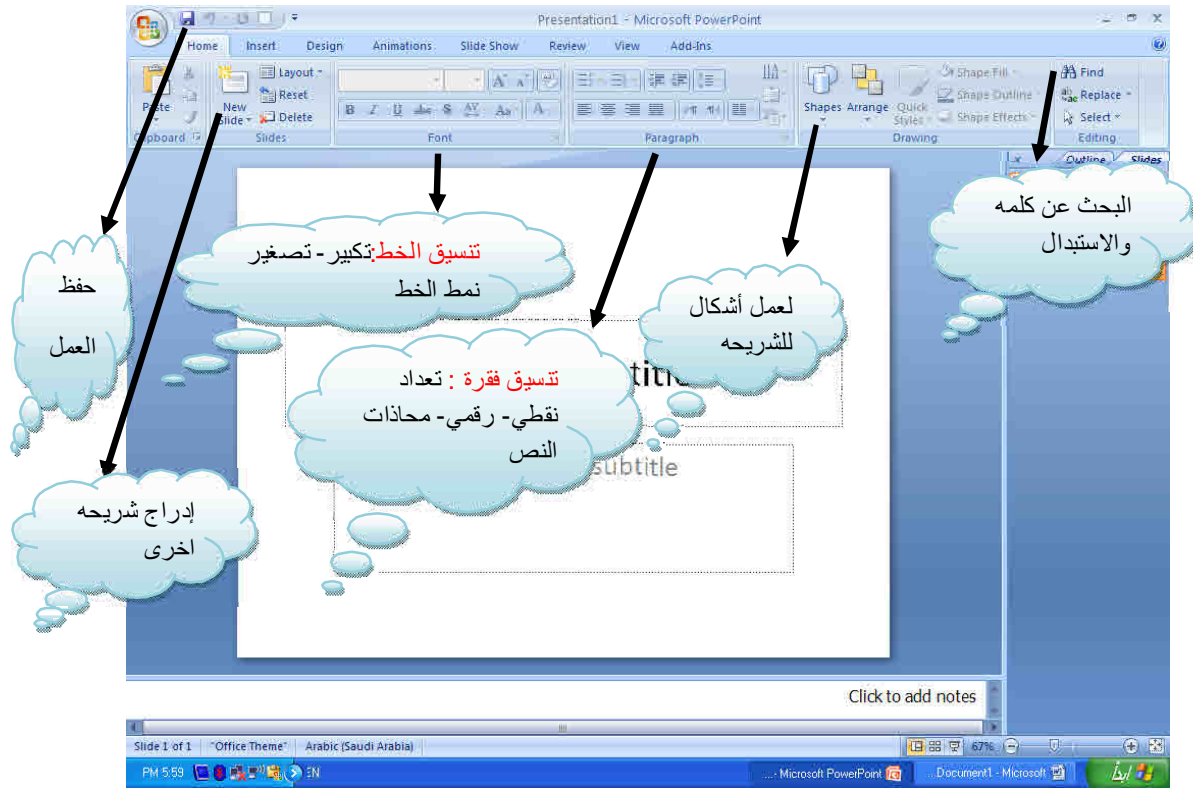 Presentation1 - Microsoft PowerPoint
Home Insert Design Animations Slide Show Review View Add-Ins
Paste
Clipboard
New
Slide
Layout
Reset
Delete
Slides
Font
Paragraph
Shapes
Arrange
Quick
Styles
Shape Fill
Shape Outline
Shape Effects
Drawing
Find
Replace
Select
Editing
Outline Slides
البحث عن كلمه
والاستبدال
تنسيق الخط:تكبير - تصغير
نمط الخط
حفظ
العمل
لعمل أشكال
للشريحه
تنسيق فقرة : تعداد
نقطي- رقمي- محاذات
النص
subtitle
إدراج شريحه
اخرى
Click to add notes
Slide 1 of 1 "Office Theme" Arabic (Saudi Arabia) 67%
PM 5:59 EN ...- Microsoft PowerPoint ...Document1 - Microsoft ابدأ